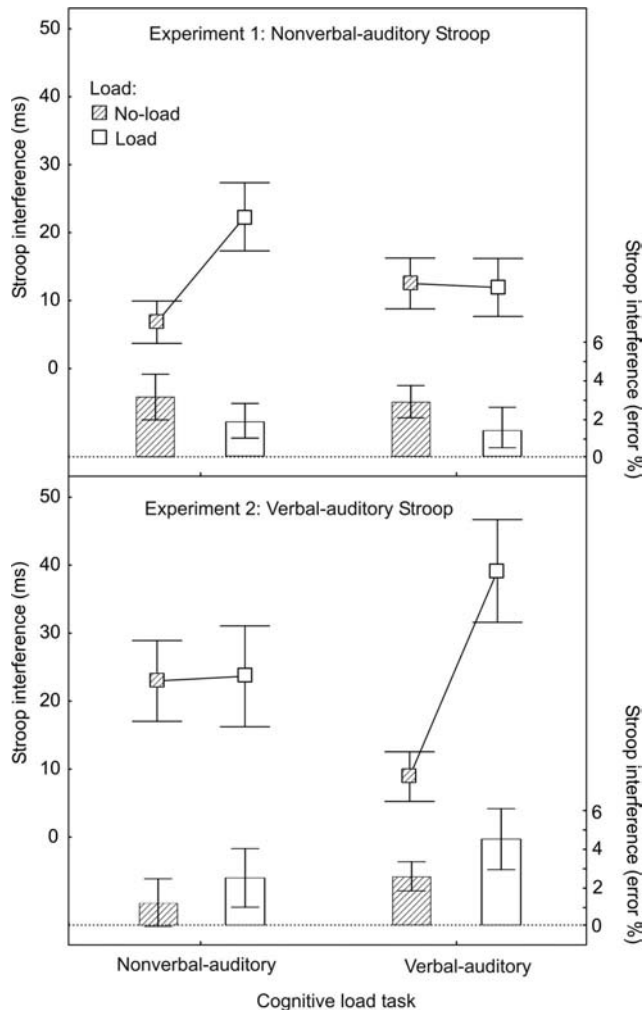 Experiment 1: Nonverbal-auditory Stroop
Load:
No-load
Load
Stroop interference (ms)
50
40
30
20
10
0
Stroop interference (error %)
6
4
2
0
Experiment 2: Verbal-auditory Stroop
Stroop interference (ms)
50
40
30
20
10
0
Stroop interference (error %)
6
4
2
0
Nonverbal-auditory
Verbal-auditory
Cognitive load task